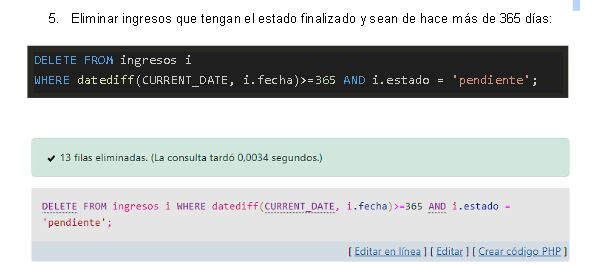 5. Eliminar ingresos que tengan el estado finalizado y sean de hace más de 365 días:
DELETE FROM ingresos i
WHERE datediff(CURRENT_DATE, i.fecha)>=365 AND i.estado = 'pendiente';
✔ 13 filas eliminadas. (La consulta tardó 0,0034 segundos.)
DELETE FROM ingresos i WHERE datediff(CURRENT_DATE, i.fecha)>=365 AND i.estado =
'pendiente';
[ Editar en línea ] [ Editar ] [ Crear código PHP ]